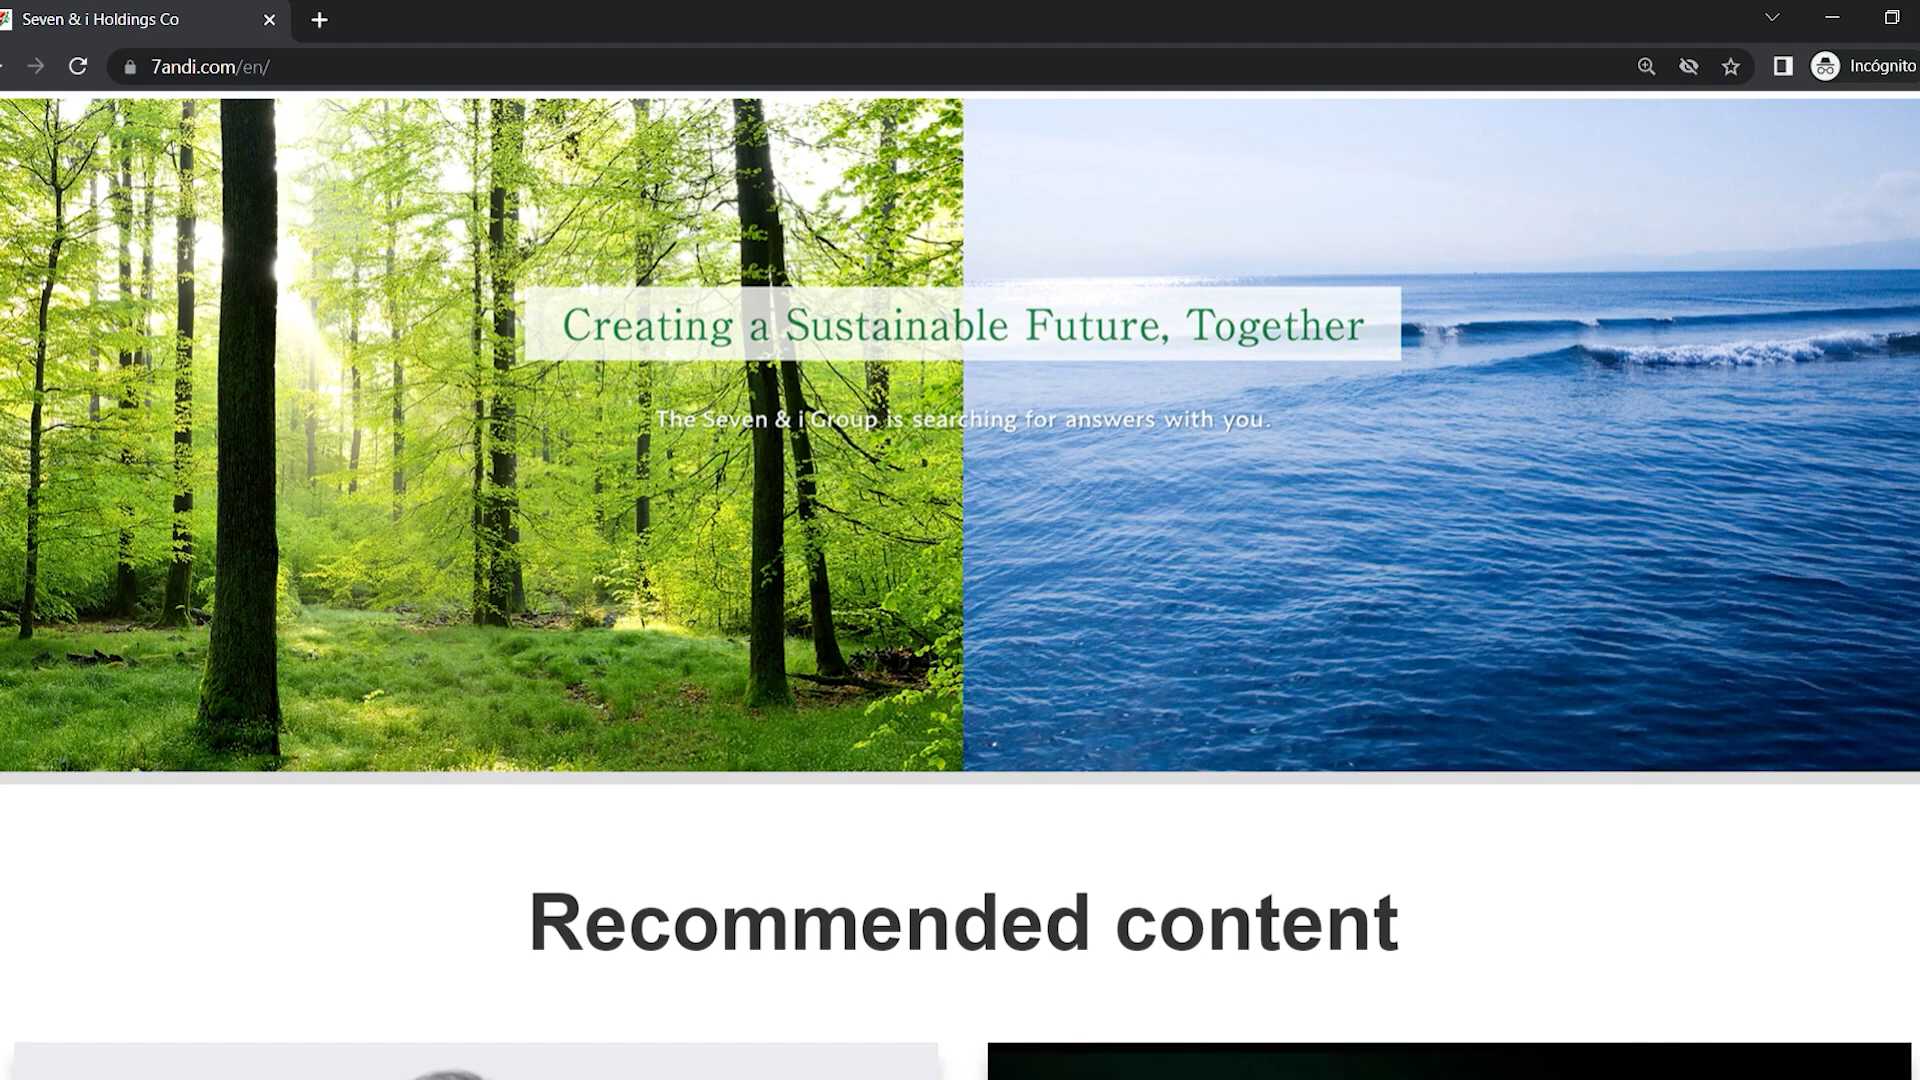 Seven & i Holdings Co
7andi.com/en/
Incógnito
Creating a Sustainable Future, Together
The Seven & i Group is searching for answers with you.
Recommended content